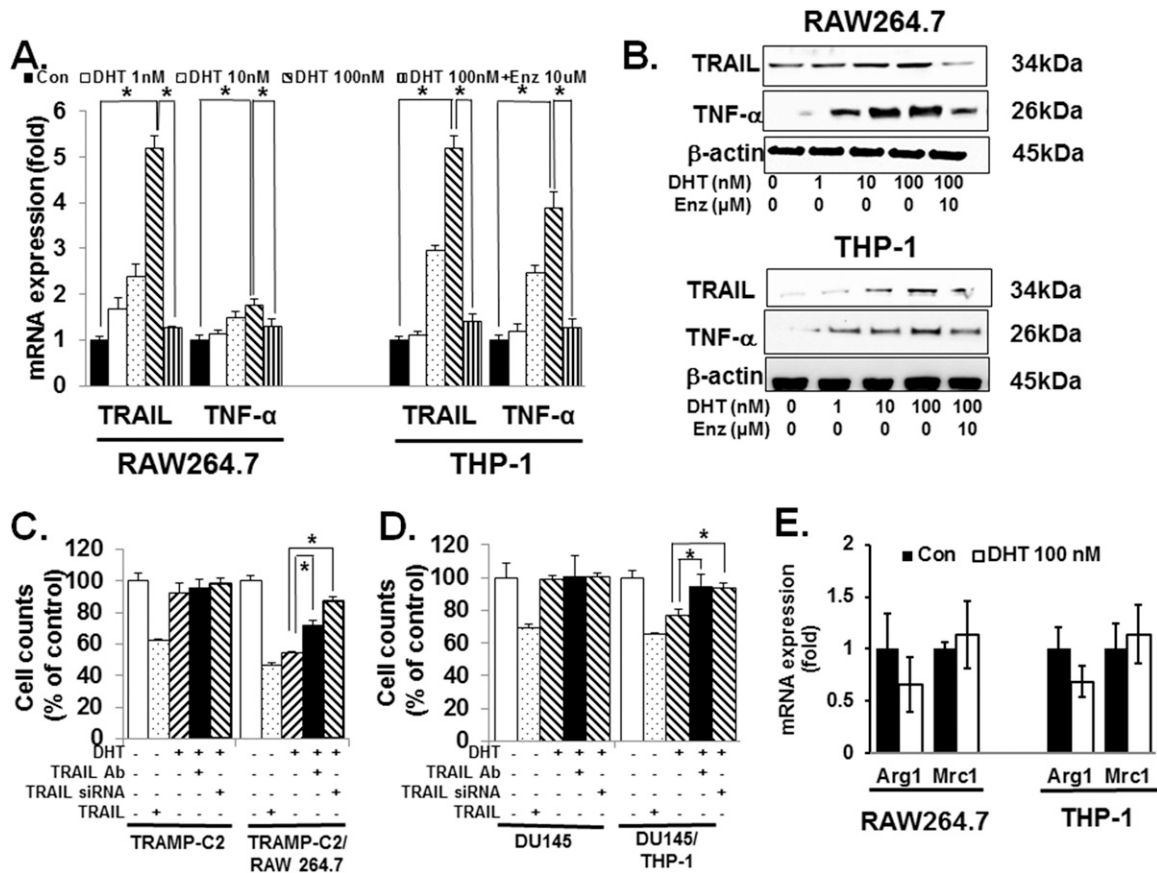 A.
Con DHT 1nM DHT 10nM DHT 100nM DHT 100nM+Enz 10uM
* * * * * * * *
mRNA expression (fold)
6
5
4
3
2
1
0
TRAIL TNF-α TRAIL TNF-α
RAW264.7 THP-1
B.
RAW264.7
TRAIL 34kDa
TNF-α 26kDa
β-actin 45kDa
DHT (nM) 0 1 10 100 100
Enz (µM) 0 0 0 0 10
THP-1
TRAIL 34kDa
TNF-α 26kDa
β-actin 45kDa
DHT (nM) 0 1 10 100 100
Enz (µM) 0 0 0 0 10
C.
Cell counts
(% of control)
120
100
80
60
40
20
0
* *
DHT - - + + + - - + + +
TRAIL Ab - - - + - - - - + -
TRAIL siRNA - - - - + - - - - +
TRAIL - + - - - - + - - -
TRAMP-C2 TRAMP-C2/
RAW 264.7
D.
Cell counts
(% of control)
120
100
80
60
40
20
0
* *
DHT - - + + + - - + + +
TRAIL Ab - - - + - - - - + -
TRAIL siRNA - - - - + - - - - +
TRAIL - + - - - - + - - -
DU145 DU145/
THP-1
E.
Con DHT 100 nM
mRNA expression
(fold)
2
1.5
1
0.5
0
Arg1 Mrc1 Arg1 Mrc1
RAW264.7 THP-1